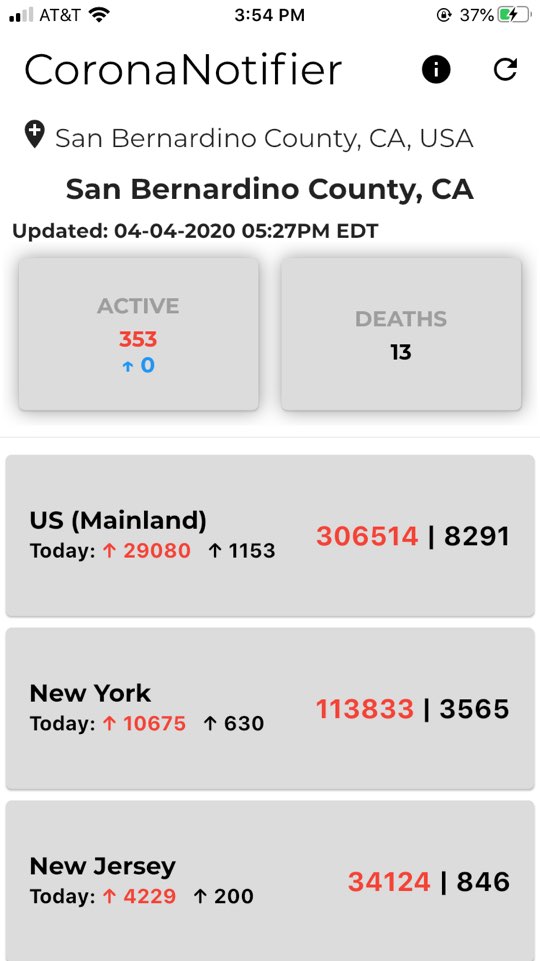 AT&T 3:54 PM 37%
CoronaNotifier
San Bernardino County, CA, USA
San Bernardino County, CA
Updated: 04-04-2020 05:27PM EDT
ACTIVE
353
↑ 0
DEATHS
13
US (Mainland)
Today: ↑ 29080 ↑ 1153
306514 | 8291
New York
Today: ↑ 10675 ↑ 630
113833 | 3565
New Jersey
Today: ↑ 4229 ↑ 200
34124 | 846